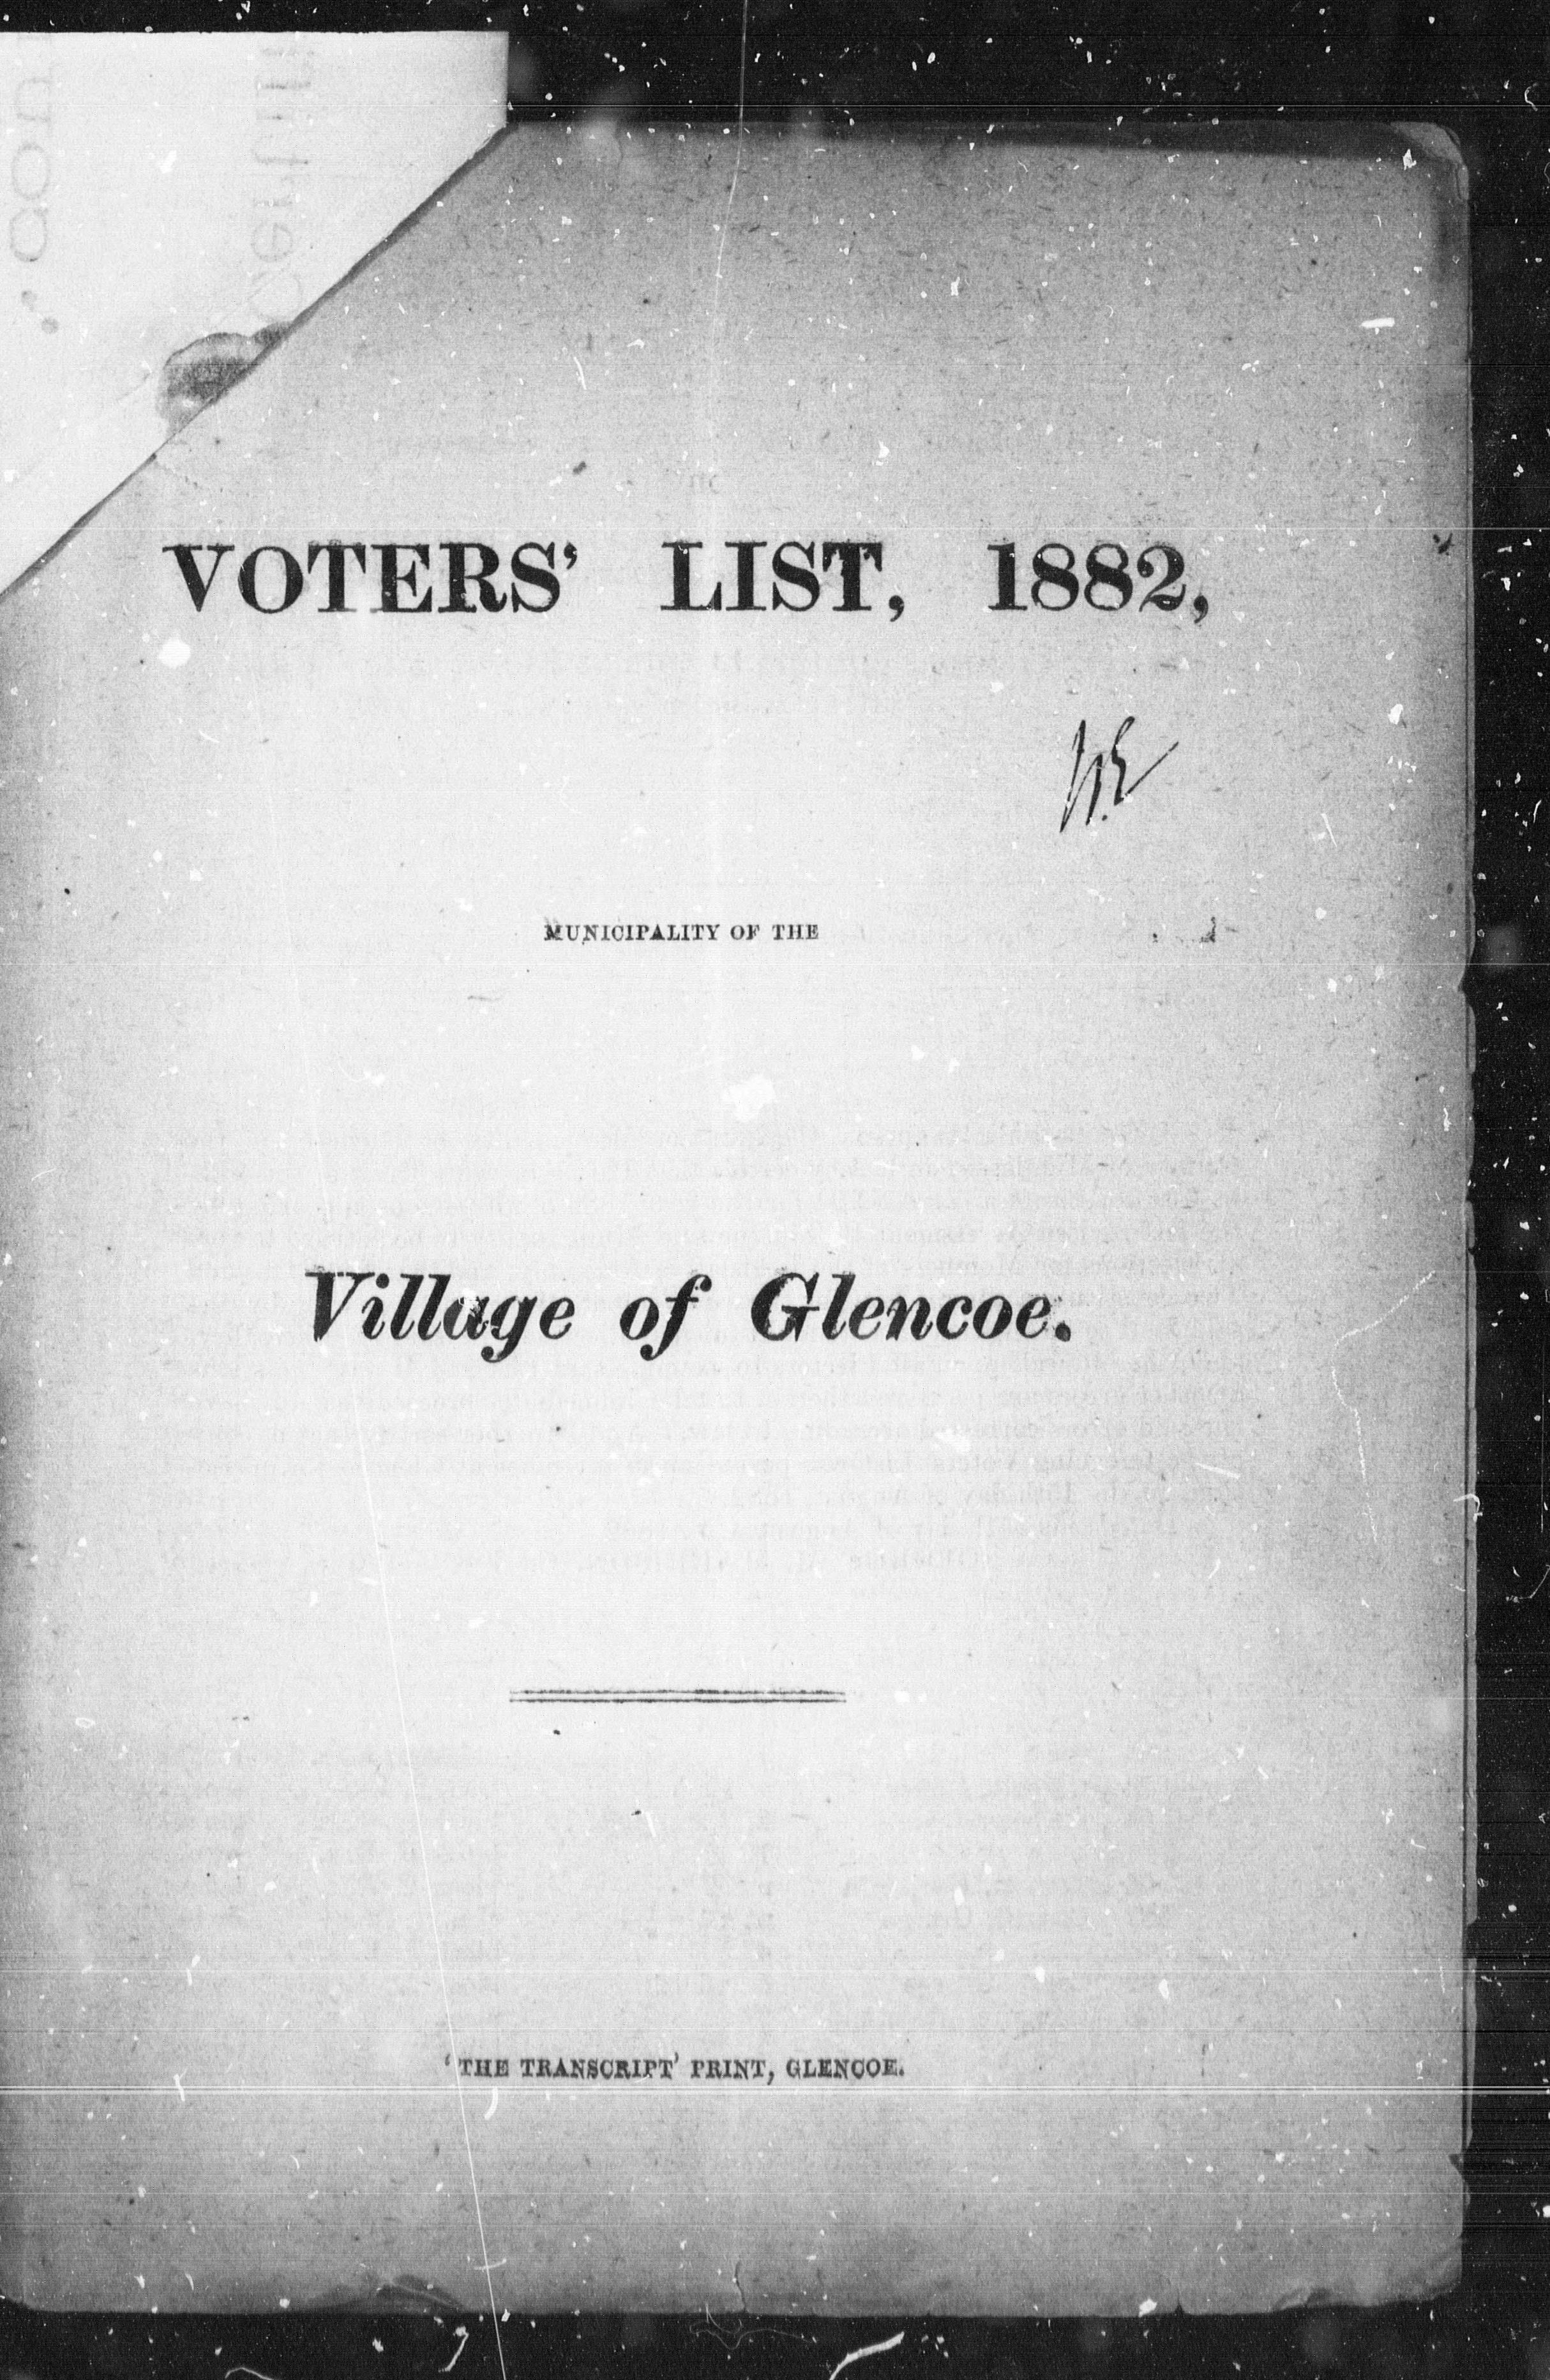 VOTERS' LIST, 1882,
MUNICIPALITY OF THE
Village of Glencoe.
'THE TRANSCRIPT' PRINT, GLENCOE.